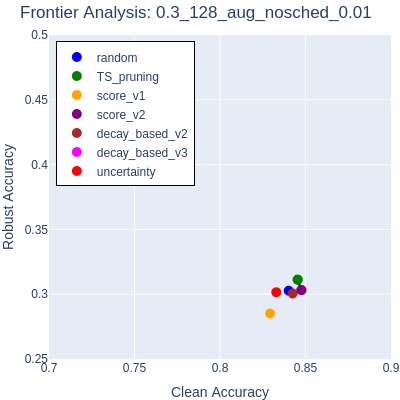 Frontier Analysis: 0.3_128_aug_nosched_0.01
0.5
0.45
0.4
0.35
0.3
0.25
Robust Accuracy
random
TS_pruning
score_v1
score_v2
decay_based_v2
decay_based_v3
uncertainty
0.7
0.75
0.8
0.85
0.9
Clean Accuracy